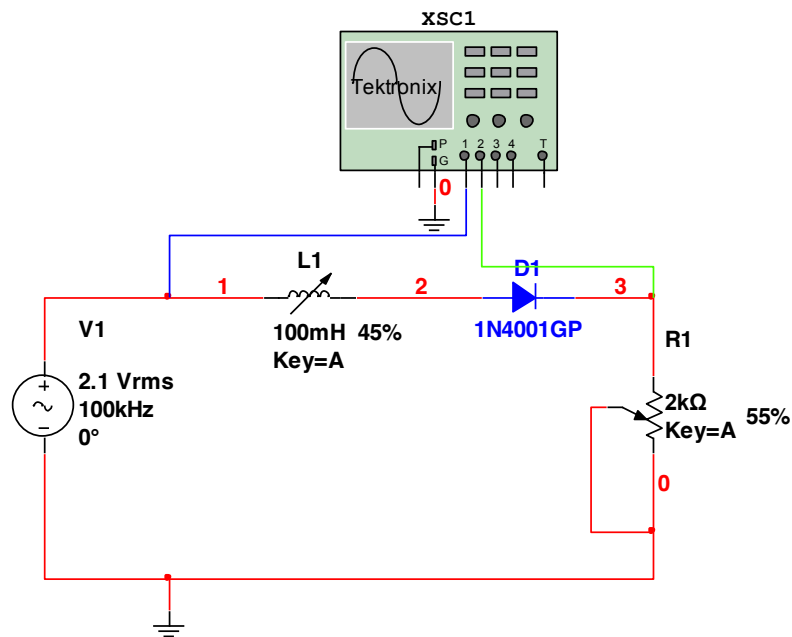 XSC1
Tektronix
P
G
1 2 3 4 T
0
L1
D1
1
2
3
100mH 45%
Key=A
1N4001GP
V1
R1
2.1 Vrms
100kHz
0°
2kΩ
Key=A
55%
0